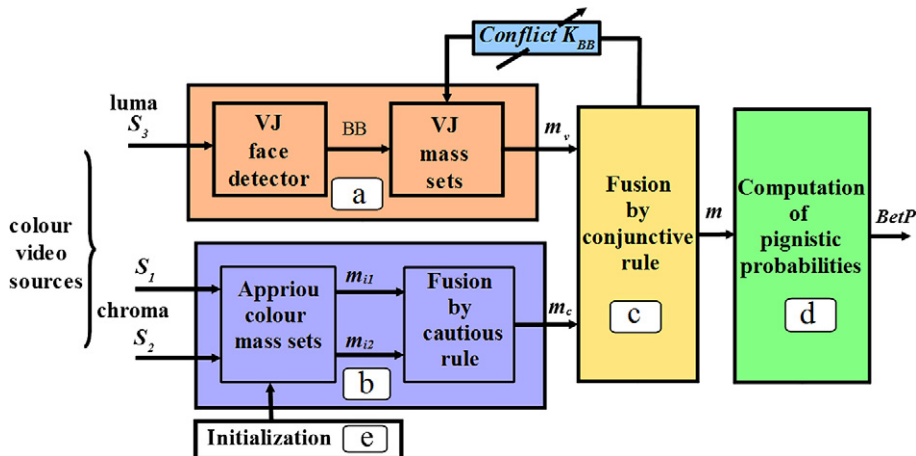 Conflict K_BB
luma
S_3
VJ
face
detector
BB
VJ
mass
sets
a
m_v
colour
video
sources
S_1
chroma
S_2
Appriou
colour
mass sets
m_i1
m_i2
Fusion
by
cautious
rule
b
m_c
Initialization e
Fusion
by
conjunctive
rule
c
m
Computation
of
pignistic
probabilities
d
BetP